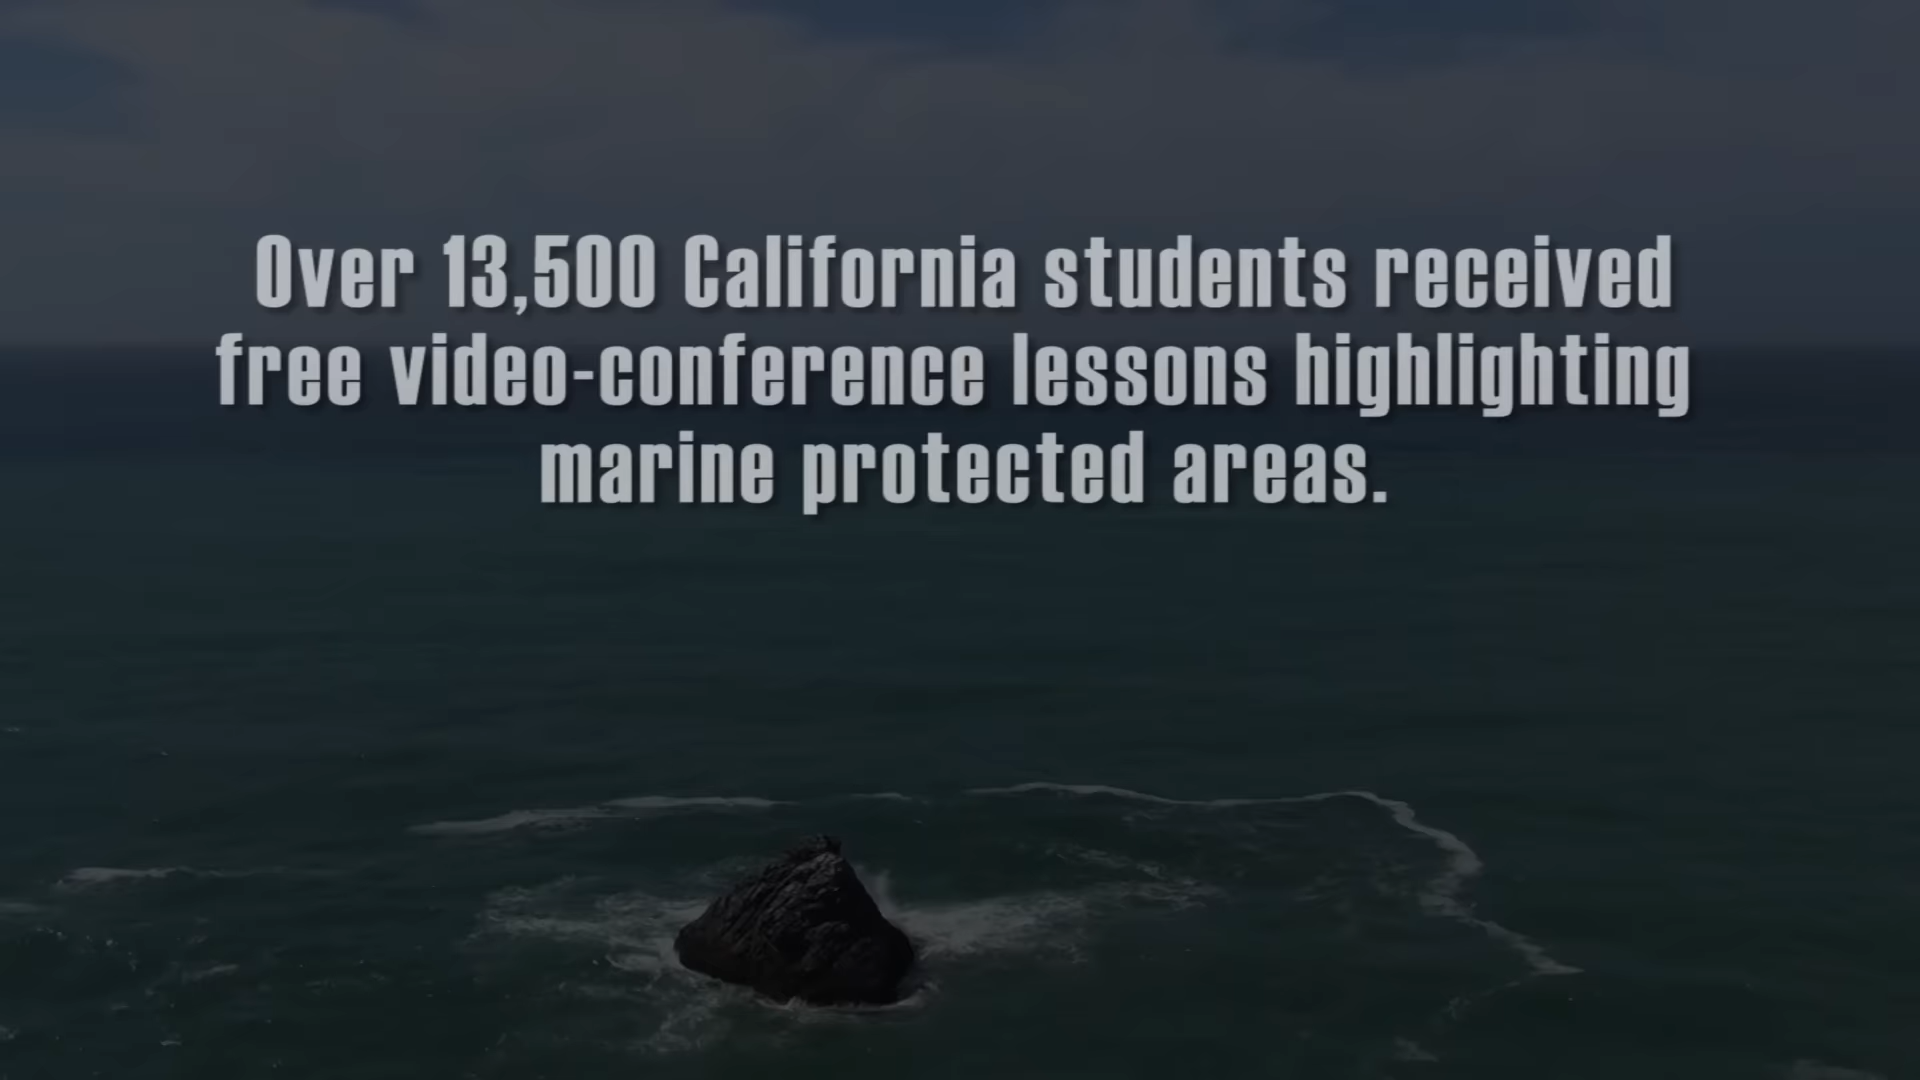 Over 13,500 California students received
free video-conference lessons highlighting
marine protected areas.